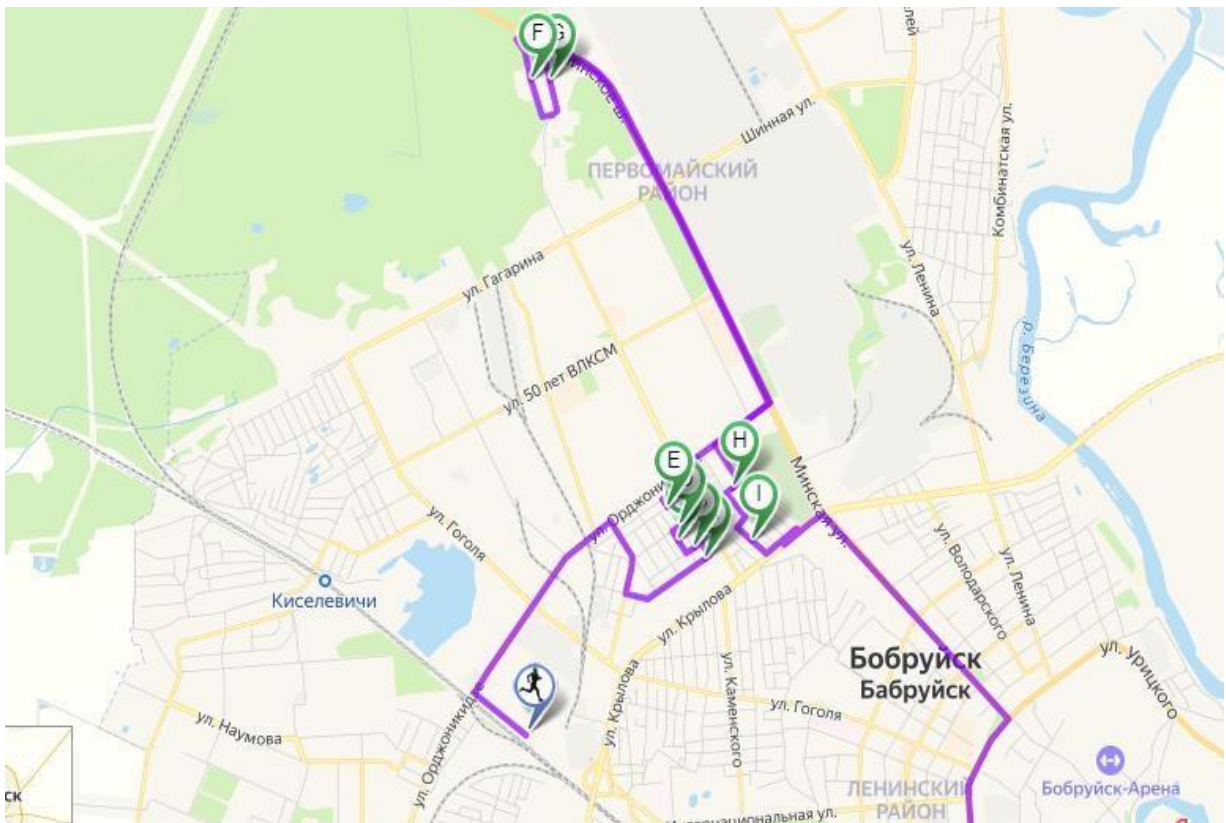 F
G
Шинная ул.
ПЕРВОМАЙСКИЙ
РАЙОН
Комбинатская ул.
ул. Ленина
ул. Гагарина
р. Березина
ул. 50 лет ВЛКСМ
H
E
I
Минская ул.
ул. Гоголя
Киселевичи
ул. Крылова
ул. Володарского
ул. Ленина
Бобруйск
Бабруйск
ул. Урицкого
ул. Наумова
ул. Крылова
ул. Каменского
ул. Гоголя
ЛЕНИНСКИЙ
РАЙОН
Бобруйск-Арена
ск